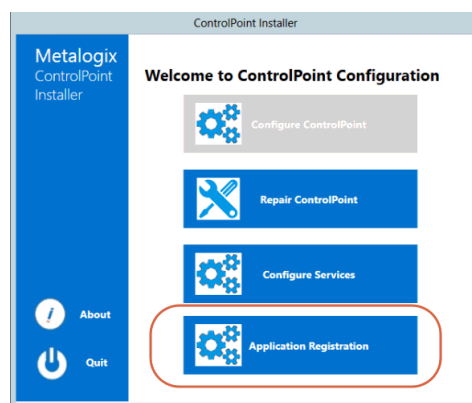 ControlPoint Installer
Metalogix
ControlPoint
Installer
Welcome to ControlPoint Configuration
Configure ControlPoint
Repair ControlPoint
Configure Services
Application Registration
About
Quit